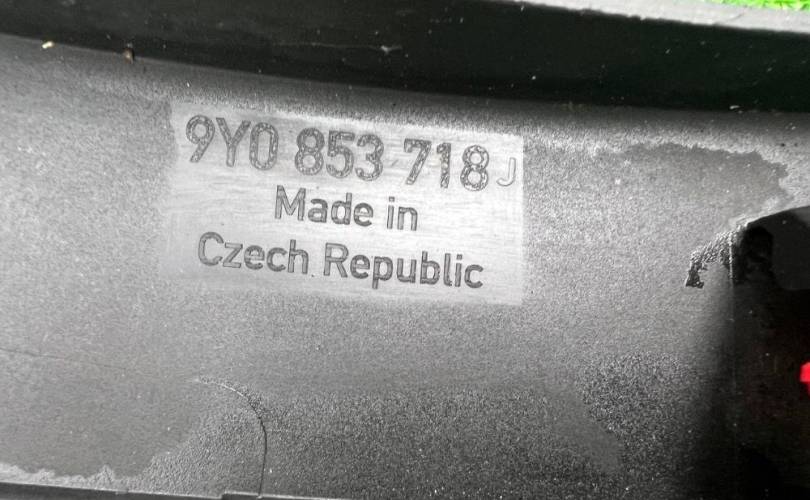 9Y0 853 718 J
Made in
Czech Republic